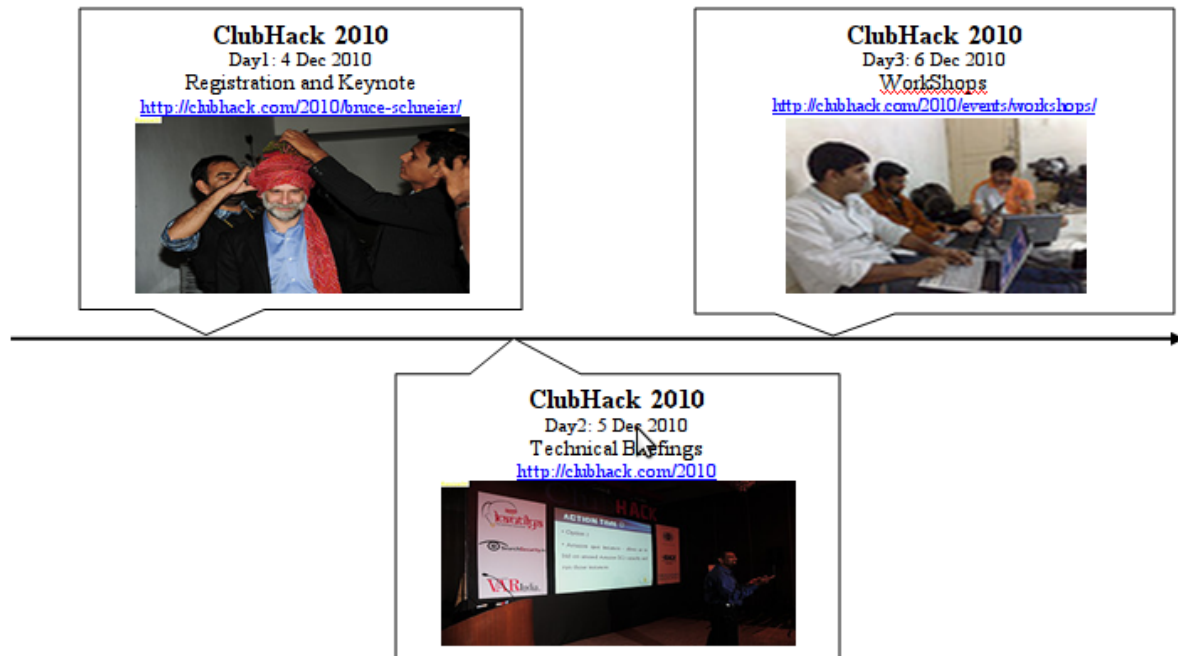 ClubHack 2010
Day1: 4 Dec 2010
Registration and Keynote
http://clubhack.com/2010/bruce-schneier/
ClubHack 2010
Day3: 6 Dec 2010
WorkShops
http://clubhack.com/2010/events/workshops/
ClubHack 2010
Day2: 5 Dec 2010
Technical Briefings
http://clubhack.com/2010
HACK
ACTION TIME
VARIndia